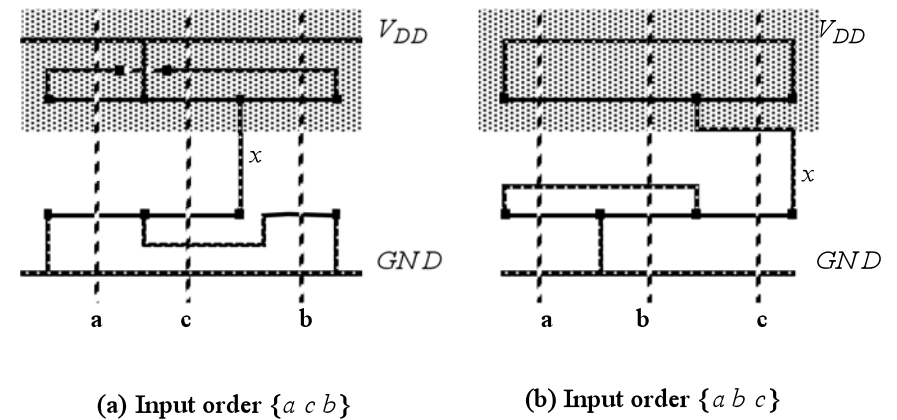 V_DD
x
GND
a c b
(a) Input order {a c b}
V_DD
x
GND
a b c
(b) Input order {a b c}